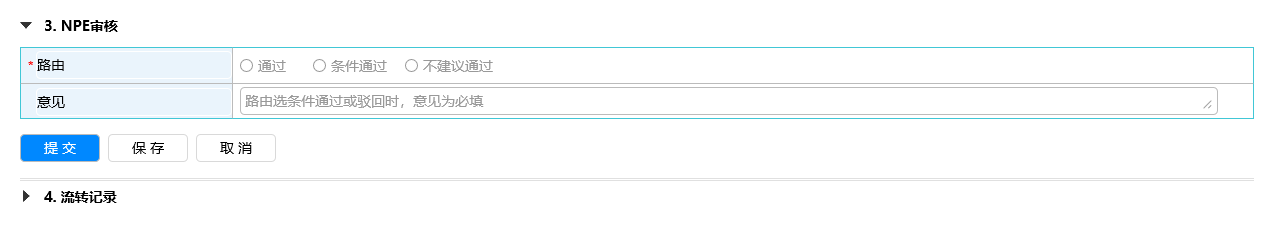 3. NPE审核
* 路由 通过 条件通过 不建议通过
意见 路由选条件通过或驳回时，意见为必填
提 交 保 存 取 消
4. 流转记录